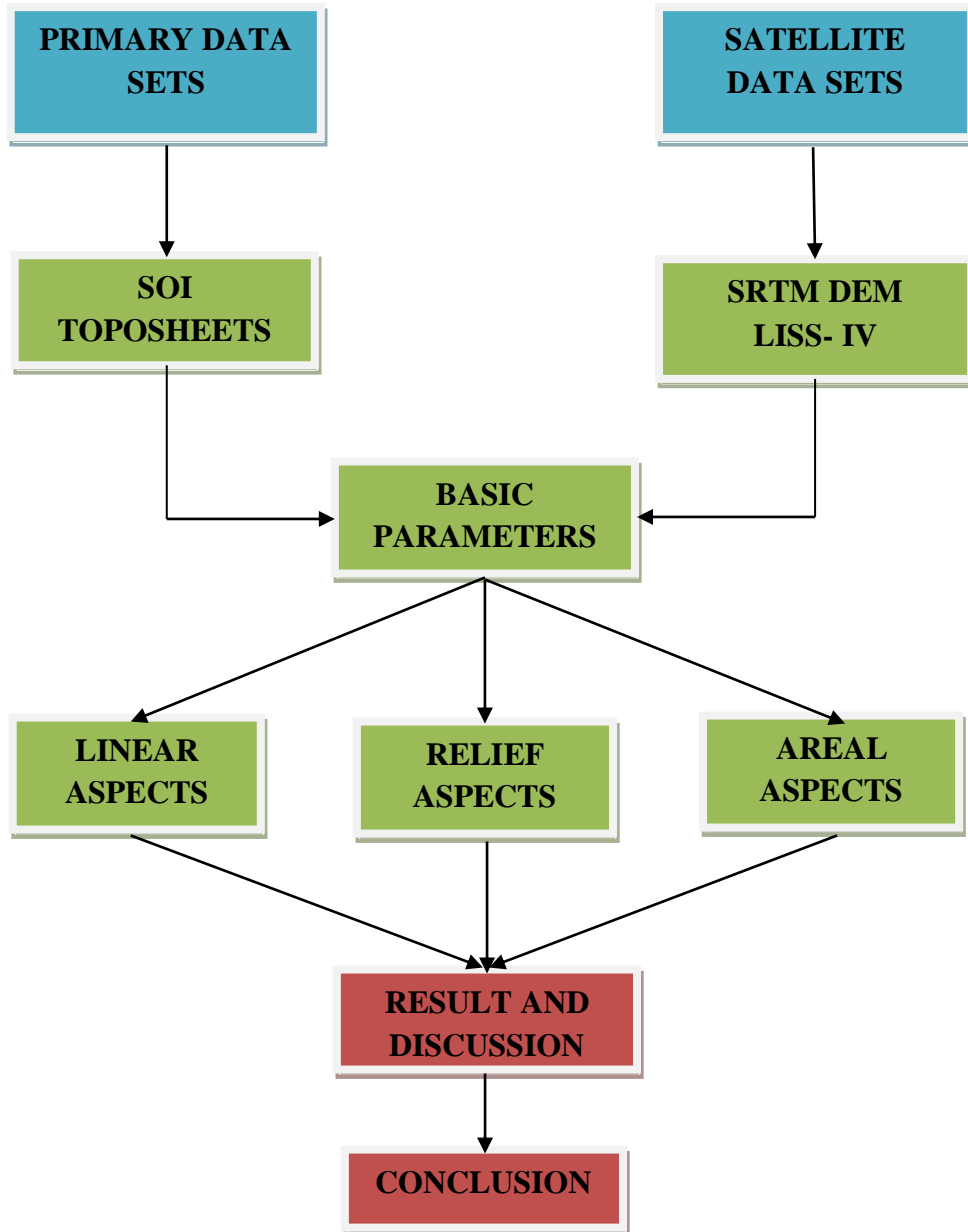 PRIMARY DATA
SETS
SATELLITE
DATA SETS
SOI
TOPOSHEETS
SRTM DEM
LISS- IV
BASIC
PARAMETERS
LINEAR
ASPECTS
RELIEF
ASPECTS
AREAL
ASPECTS
RESULT AND
DISCUSSION
CONCLUSION